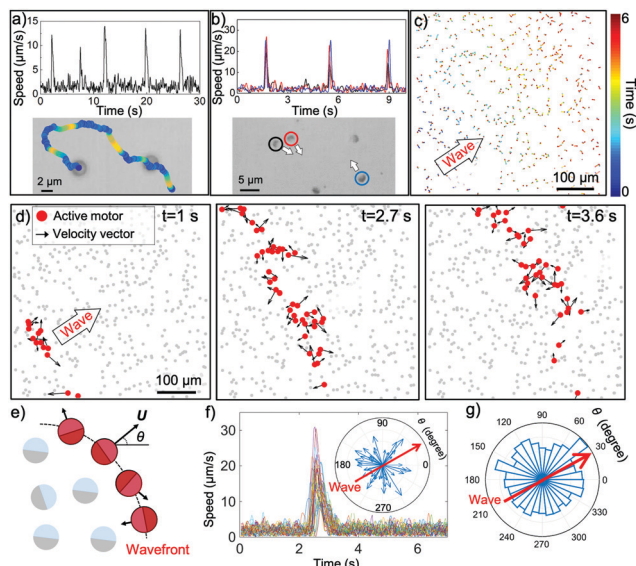 a)
Speed (μm/s)
15
10
5
0
0 10 20 30
Time (s)
2 μm
b)
Speed (μm/s)
30
20
10
0
0 3 6 9
Time (s)
5 μm
c)
Wave
100 μm
6
0
Time (s)
d)
Active motor
Velocity vector
t=1 s
Wave
100 μm
t=2.7 s
t=3.6 s
e)
U
θ
Wavefront
f)
Speed (μm/s)
40
30
20
10
0
0 2 4 6
Time (s)
90
180
0
270
θ (degree)
Wave
g)
90
120 60
150 30
180 0
210 330
240 300
270
θ (degree)
Wave